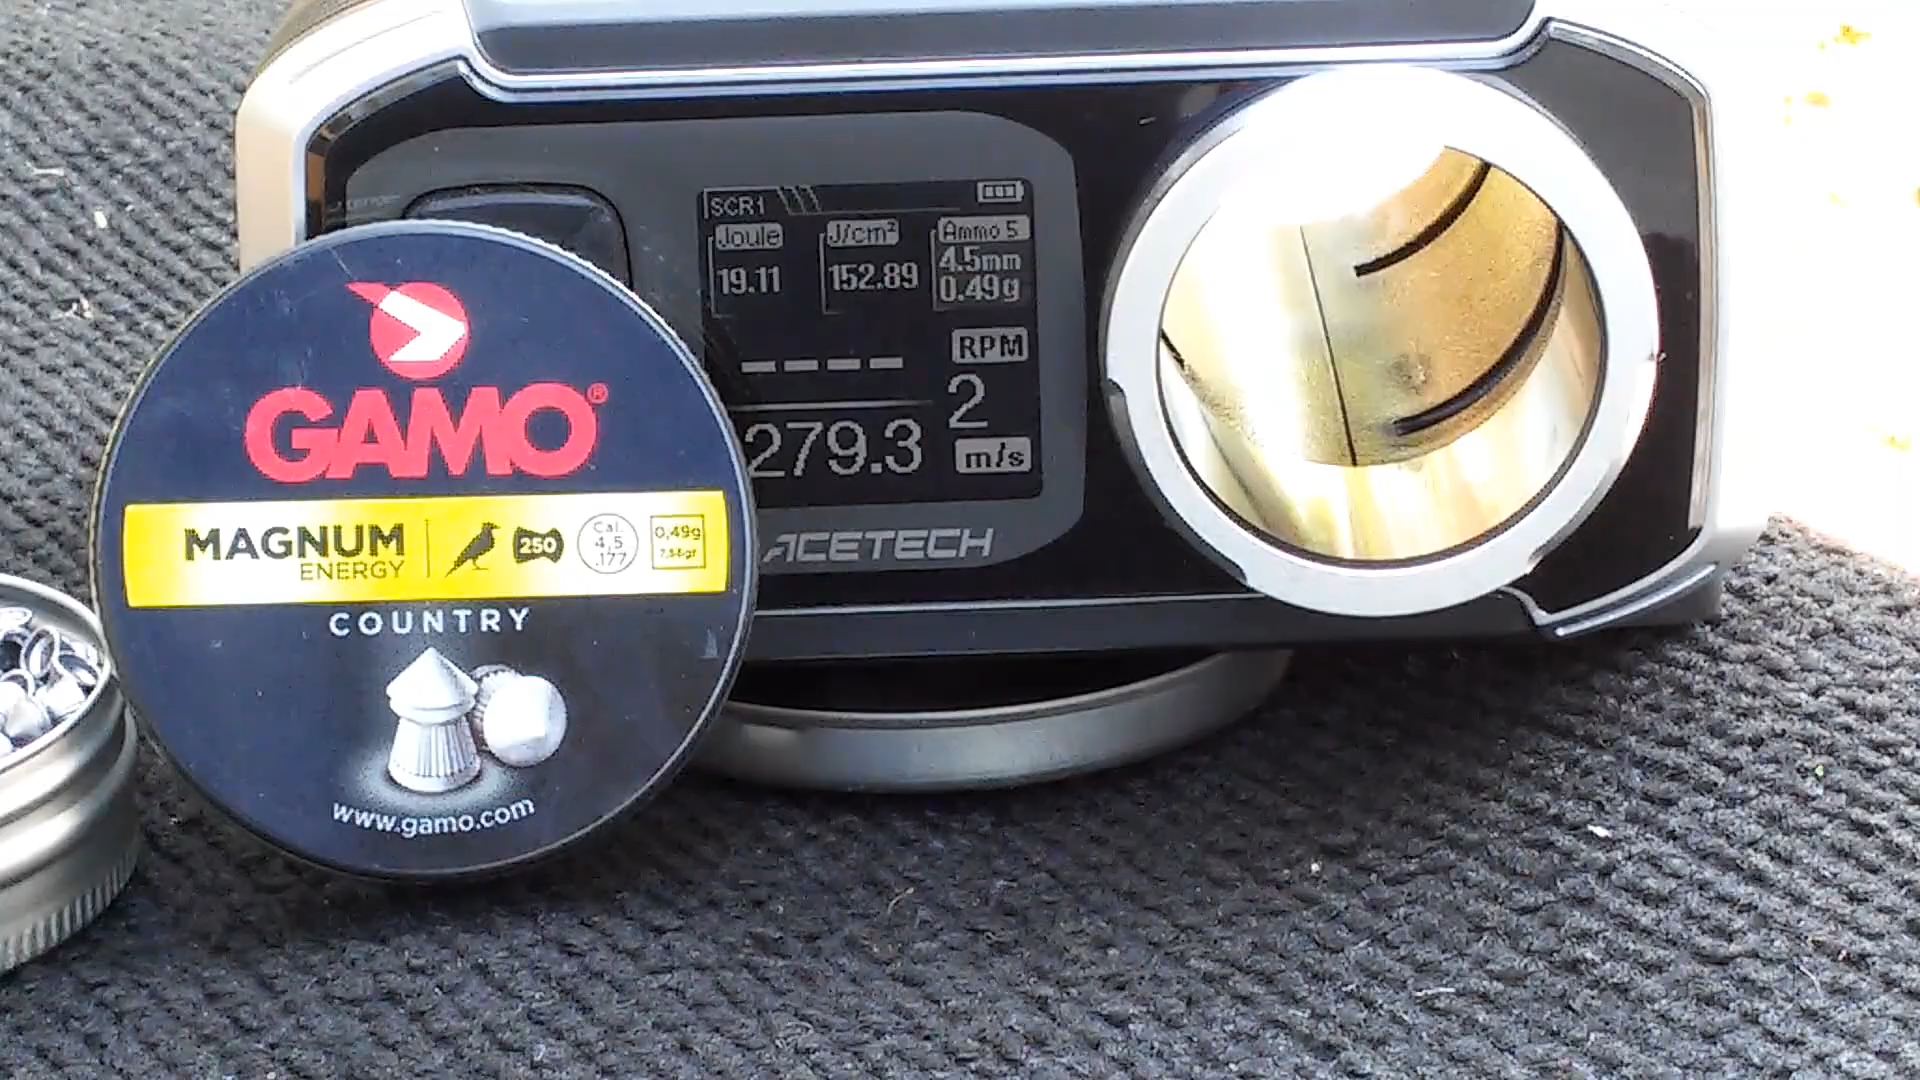 SCR1
Joule
J/cm²
Ammo 5
19.11
152.89
4.5mm
0.49g
----
RPM
2
279.3
m/s
ACETECH
GAMO®
MAGNUM
ENERGY
250
Cal.
4,5
.177
0,49g
COUNTRY
www.gamo.com